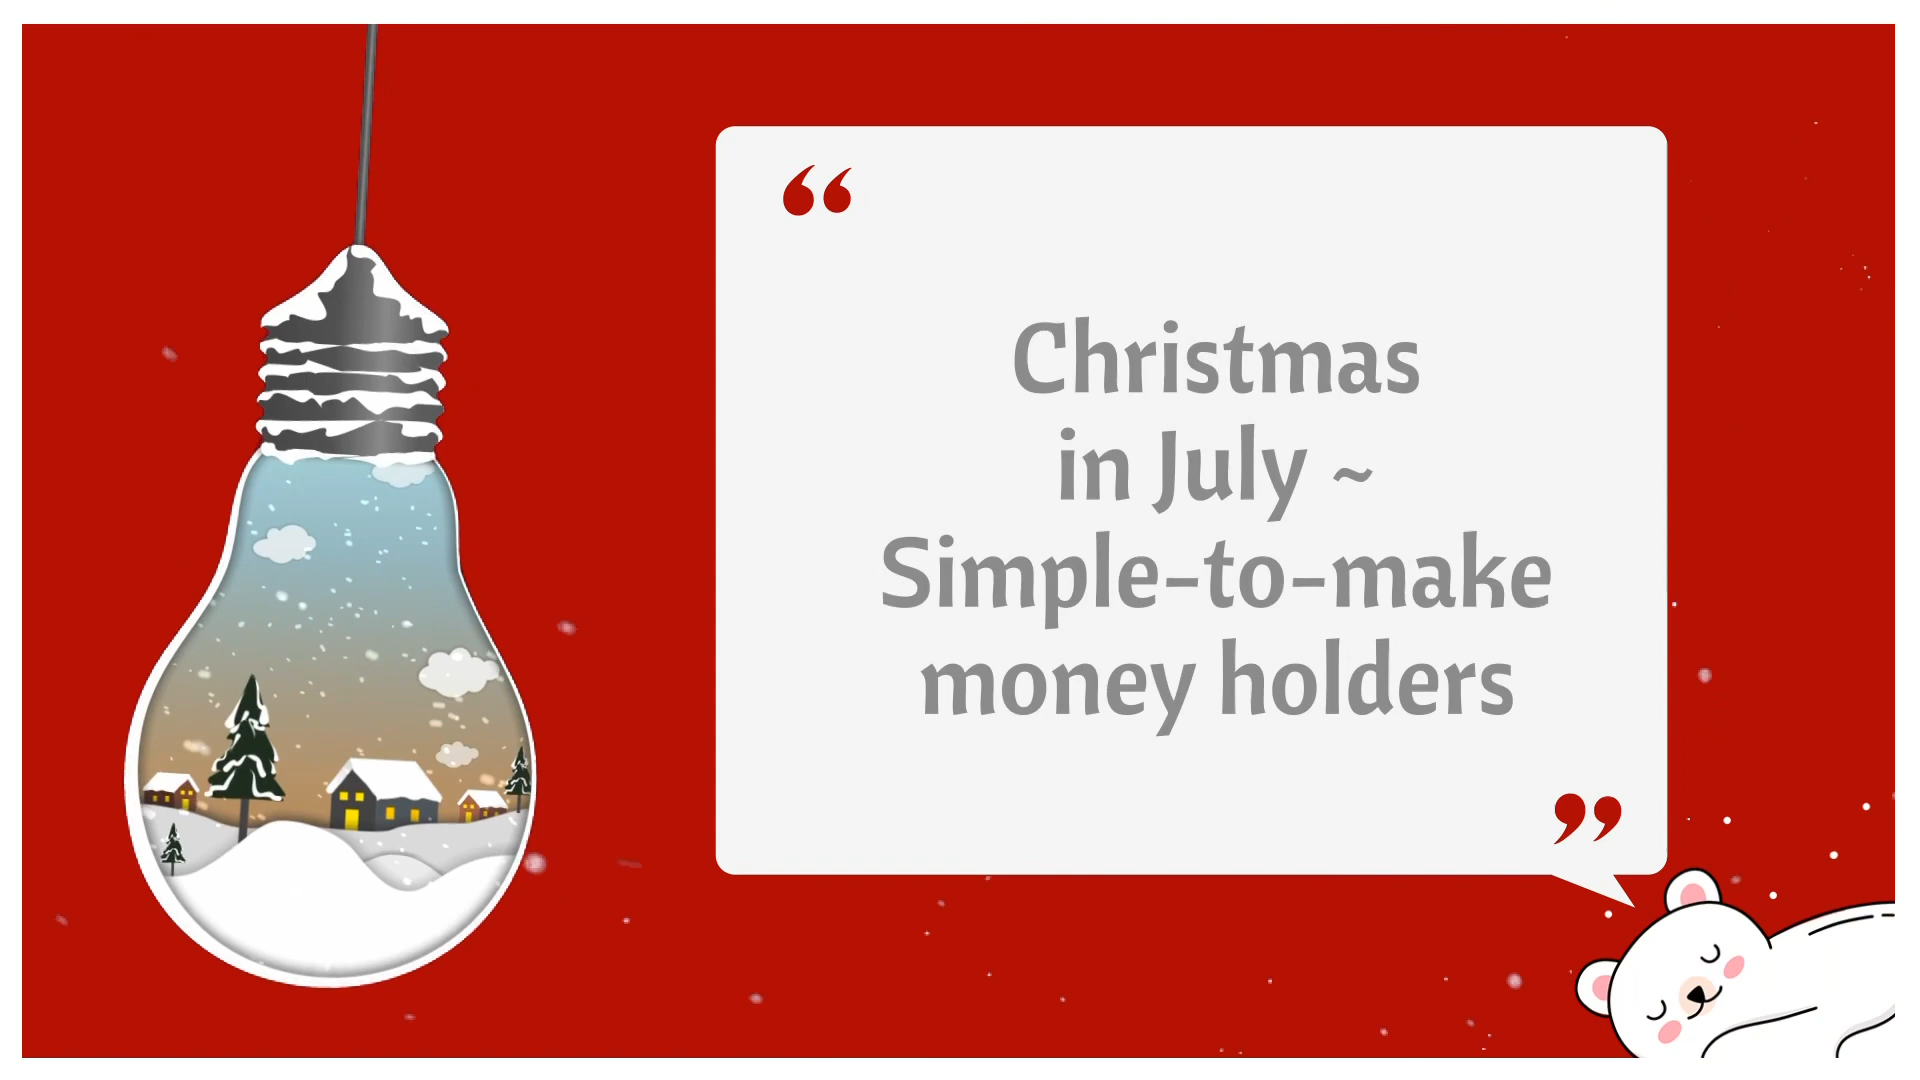 “
Christmas
in July ~
Simple-to-make
money holders
”